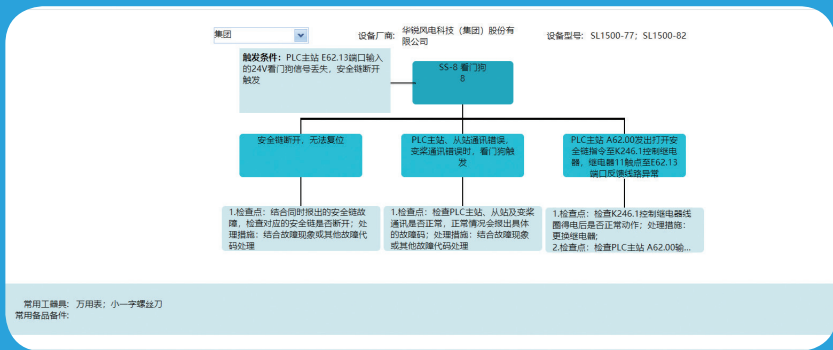 集团
设备厂商: 华锐风电科技（集团）股份有
限公司
设备型号: SL1500-77；SL1500-82
触发条件：PLC主站 E62.13端口输入
的24V看门狗信号丢失，安全链断开
触发
SS-8 看门狗
8
安全链断开，无法复位
PLC主站、从站通讯错误，
变桨通讯错误时，看门狗触
发
PLC主站 A62.00发出打开安
全链指令至K246.1控制继电
器，继电器11触点至E62.13
端口反馈线路异常
1.检查点：结合同时报出的安全链故
障，检查对应的安全链是否断开；处
理措施：结合故障现象或其他故障代
码处理
1.检查点：检查PLC主站、从站及变桨
通讯是否正常，正常情况会报出具体
的故障码；处理措施：结合故障现象
或其他故障代码处理
1.检查点：检查K246.1控制继电器线
圈得电后是否正常动作；处理措施：
更换继电器;
2.检查点：检查PLC主站 A62.00输...
常用工器具: 万用表；小一字螺丝刀
常用备品备件: